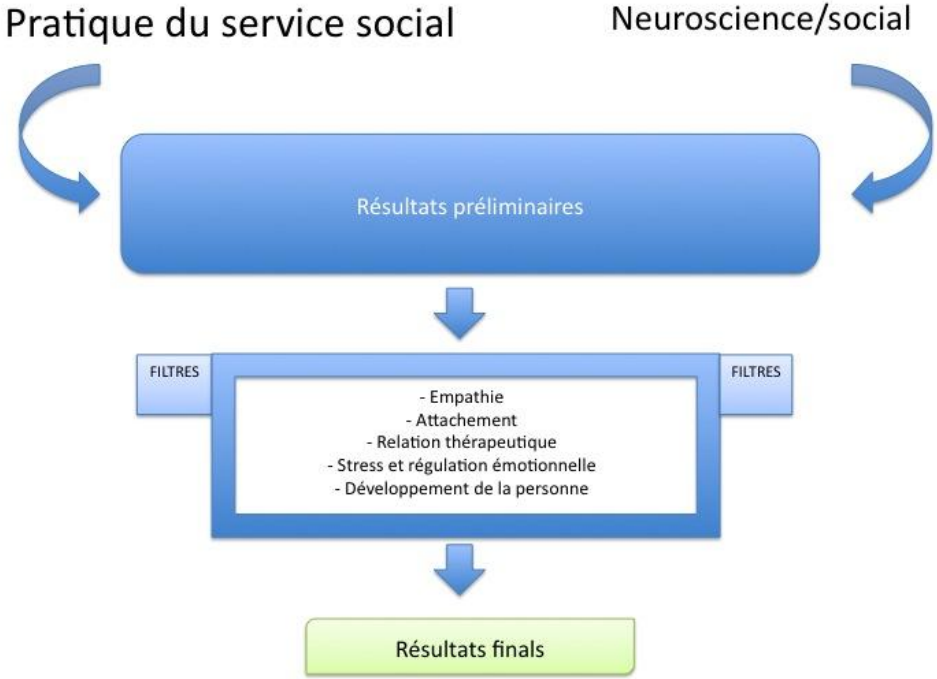 Pratique du service social
Neuroscience/social
Résultats préliminaires
FILTRES
FILTRES
- Empathie
- Attachement
- Relation thérapeutique
- Stress et régulation émotionnelle
- Développement de la personne
Résultats finals